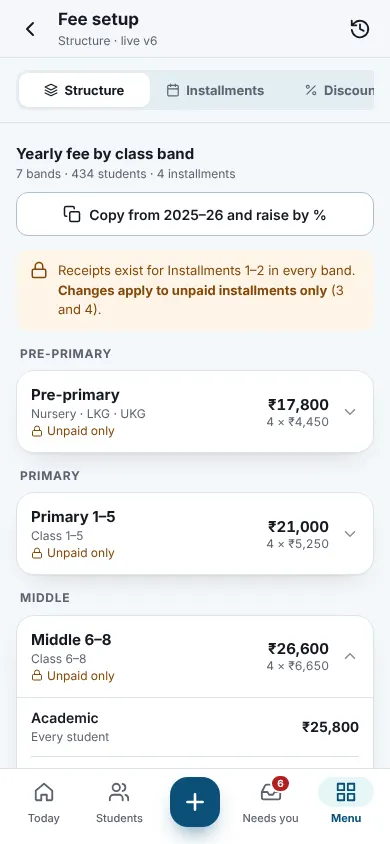 Fee setup
Structure · live v6
Structure
Installments
% Discoun
Yearly fee by class band
7 bands · 434 students · 4 installments
Copy from 2025–26 and raise by %
Receipts exist for Installments 1–2 in every band.
Changes apply to unpaid installments only (3
and 4).
PRE-PRIMARY
Pre-primary
₹17,800
Nursery · LKG · UKG
4 × ₹4,450
Unpaid only
PRIMARY
Primary 1–5
₹21,000
Class 1–5
4 × ₹5,250
Unpaid only
MIDDLE
Middle 6–8
₹26,600
Class 6–8
4 × ₹6,650
Unpaid only
Academic
₹25,800
Every student
6
Today
Students
Needs you
Menu